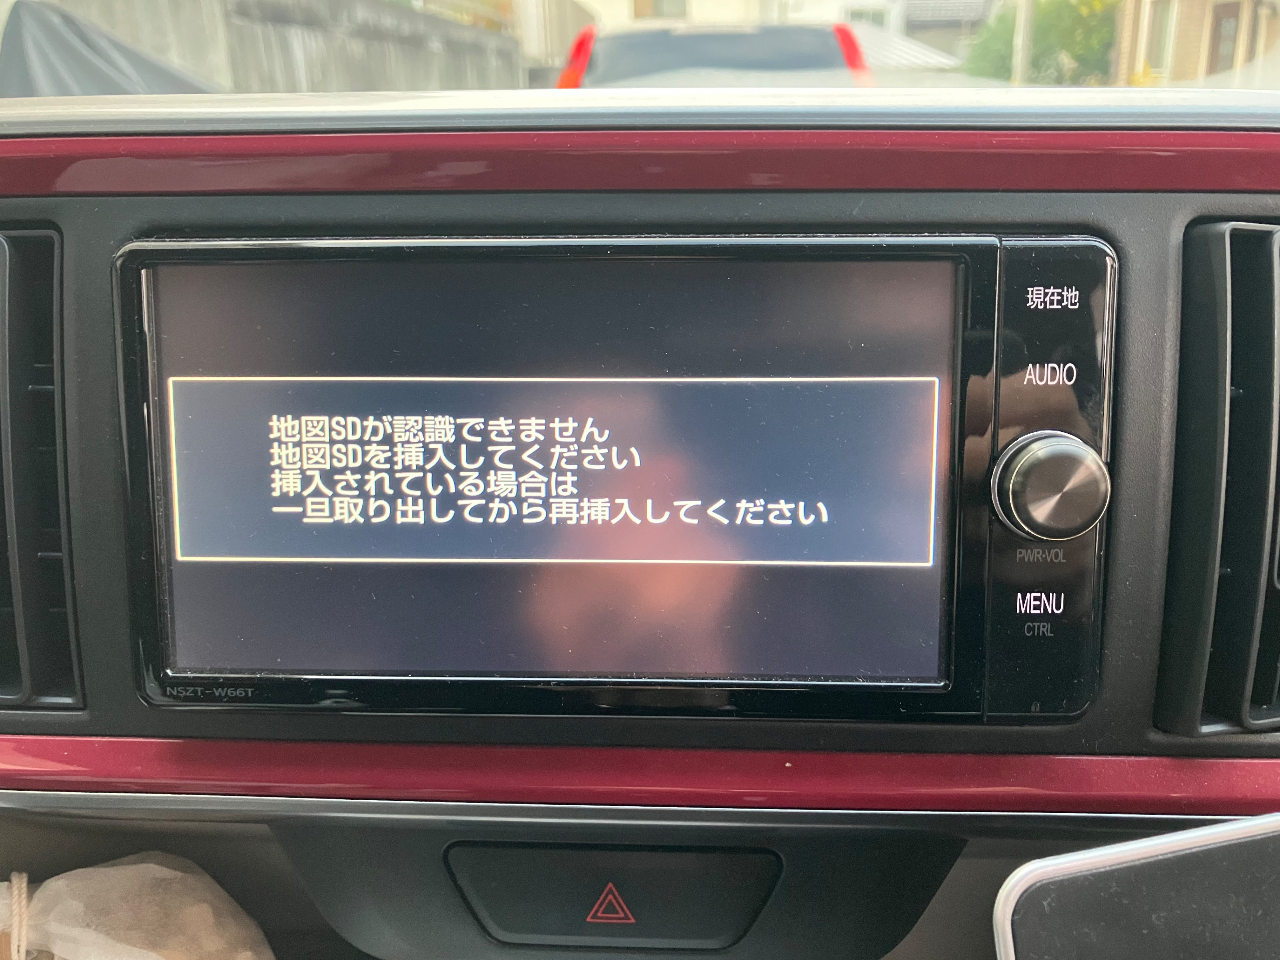 地図SDが認識できません
地図SDを挿入してください
挿入されている場合は
一旦取り出してから再挿入してください
現在地
AUDIO
PWR・VOL
MENU
CTRL
NSZT-W66T